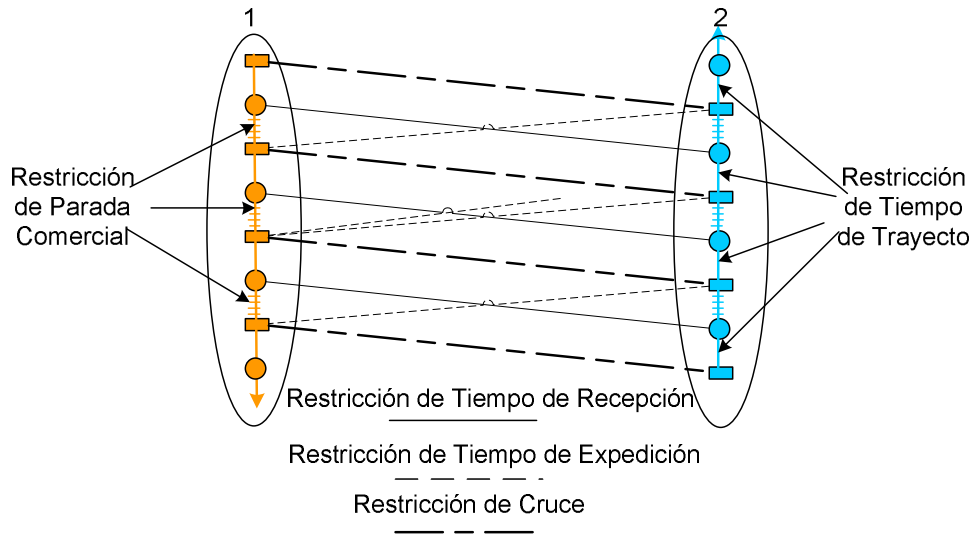 1
2
Restricción
de Parada
Comercial
Restricción
de Tiempo
de Trayecto
Restricción de Tiempo de Recepción
Restricción de Tiempo de Expedición
Restricción de Cruce